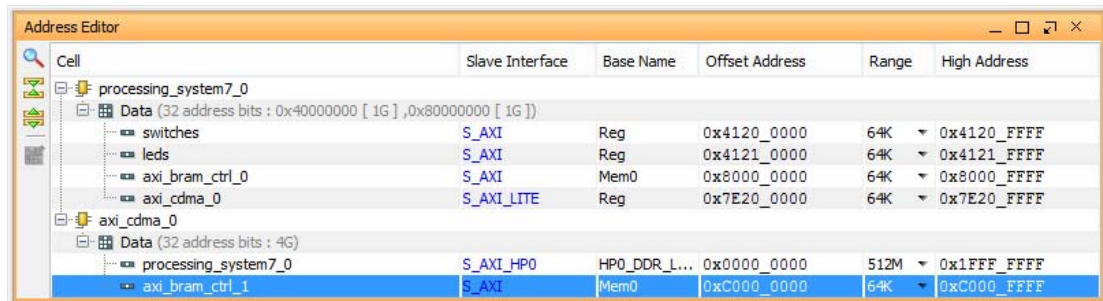 Address Editor
Cell Slave Interface Base Name Offset Address Range High Address
processing_system7_0
Data (32 address bits : 0x40000000 [ 1G ] ,0x80000000 [ 1G ])
switches S_AXI Reg 0x4120_0000 64K 0x4120_FFFF
leds S_AXI Reg 0x4121_0000 64K 0x4121_FFFF
axi_bram_ctrl_0 S_AXI Mem0 0x8000_0000 64K 0x8000_FFFF
axi_cdma_0 S_AXI_LITE Reg 0x7E20_0000 64K 0x7E20_FFFF
axi_cdma_0
Data (32 address bits : 4G)
processing_system7_0 S_AXI_HP0 HP0_DDR_L... 0x0000_0000 512M 0x1FFF_FFFF
axi_bram_ctrl_1 S_AXI Mem0 0xC000_0000 64K 0xC000_FFFF